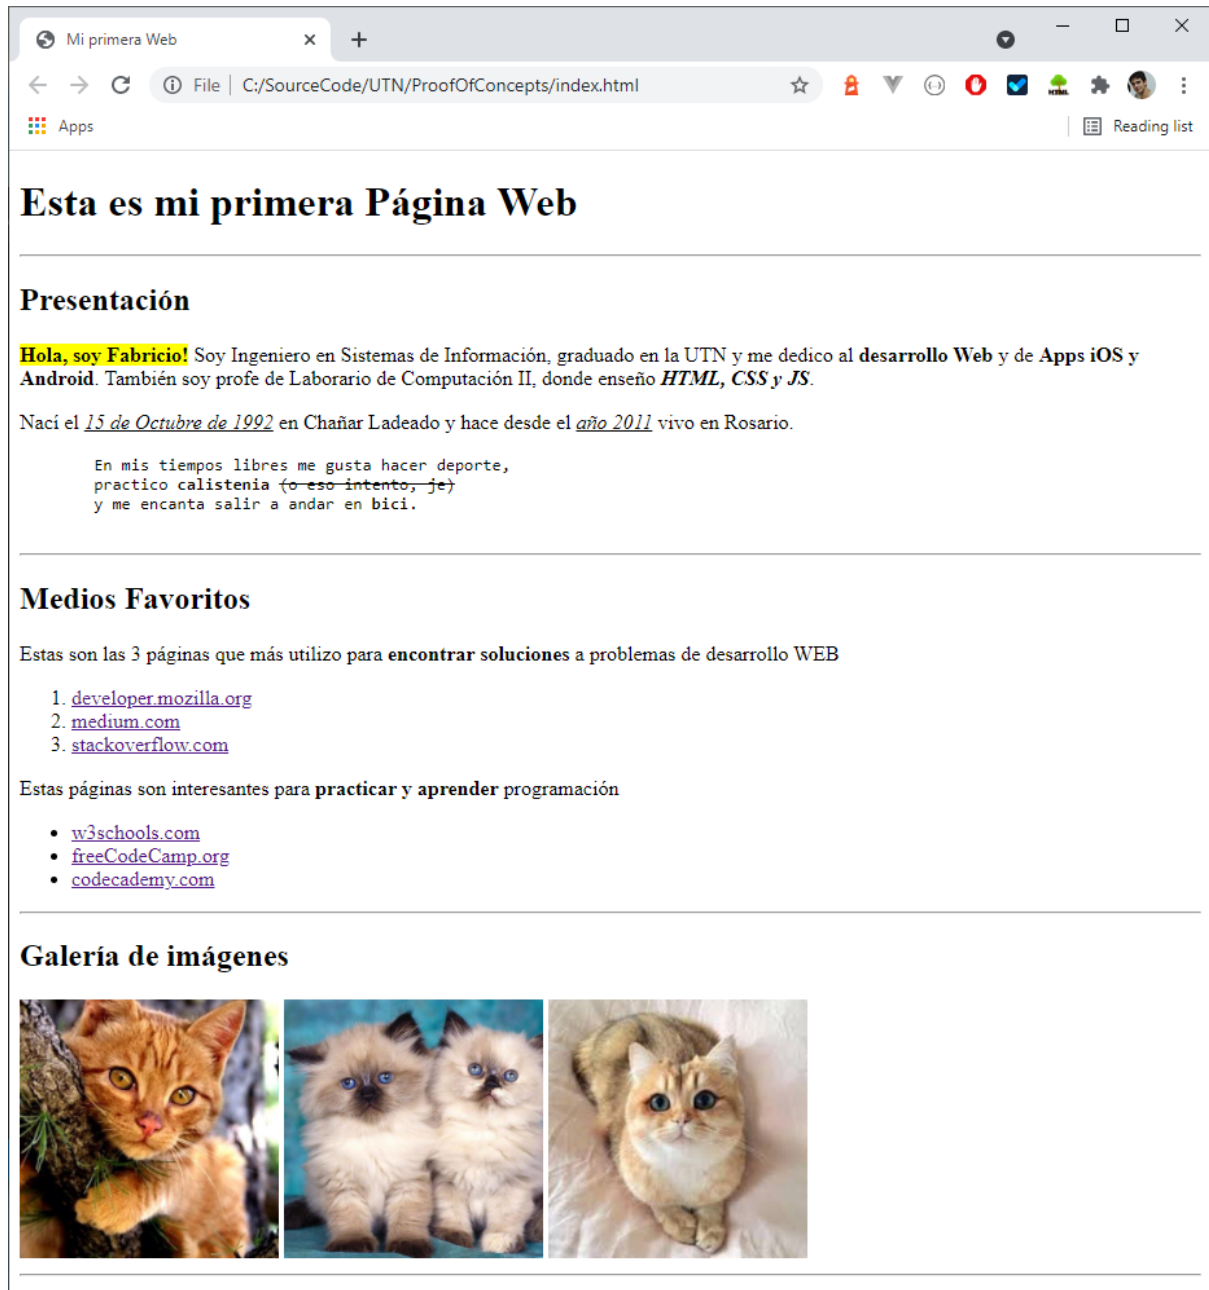 Mi primera Web
File
C:/SourceCode/UTN/ProofOfConcepts/index.html
HTML
Apps
Reading list
Esta es mi primera Página Web
Presentación
Hola, soy Fabricio! Soy Ingeniero en Sistemas de Información, graduado en la UTN y me dedico al desarrollo Web y de Apps iOS y
Android. También soy profe de Laborario de Computación II, donde enseño HTML, CSS y JS.
Nací el 15 de Octubre de 1992 en Chañar Ladeado y hace desde el año 2011 vivo en Rosario.
En mis tiempos libres me gusta hacer deporte,
practico calistenia (o eso intento, je)
y me encanta salir a andar en bici.
Medios Favoritos
Estas son las 3 páginas que más utilizo para encontrar soluciones a problemas de desarrollo WEB
1. developer.mozilla.org
2. medium.com
3. stackoverflow.com
Estas páginas son interesantes para practicar y aprender programación
• w3schools.com
• freeCodeCamp.org
• codecademy.com
Galería de imágenes